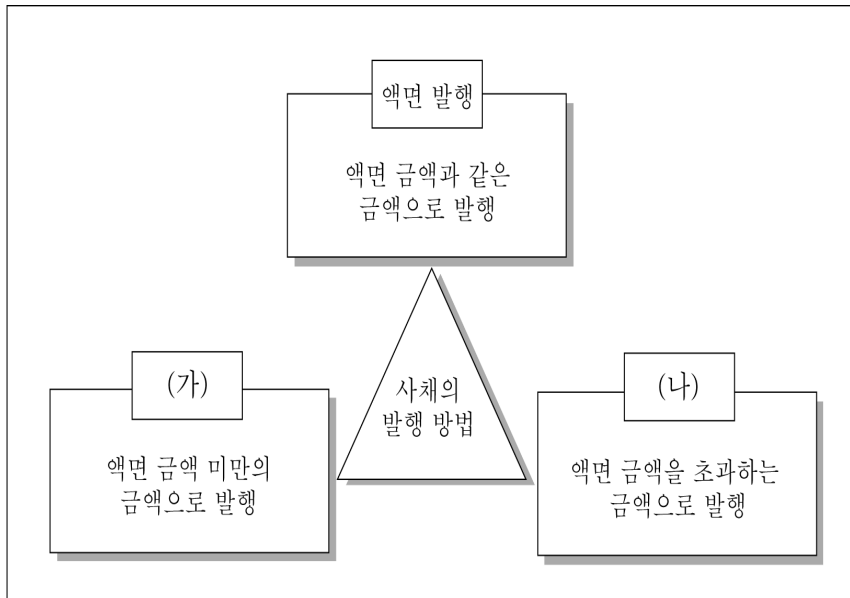 액면 발행
액면 금액과 같은
금액으로 발행
사채의
발행 방법
(가)
액면 금액 미만의
금액으로 발행
(나)
액면 금액을 초과하는
금액으로 발행